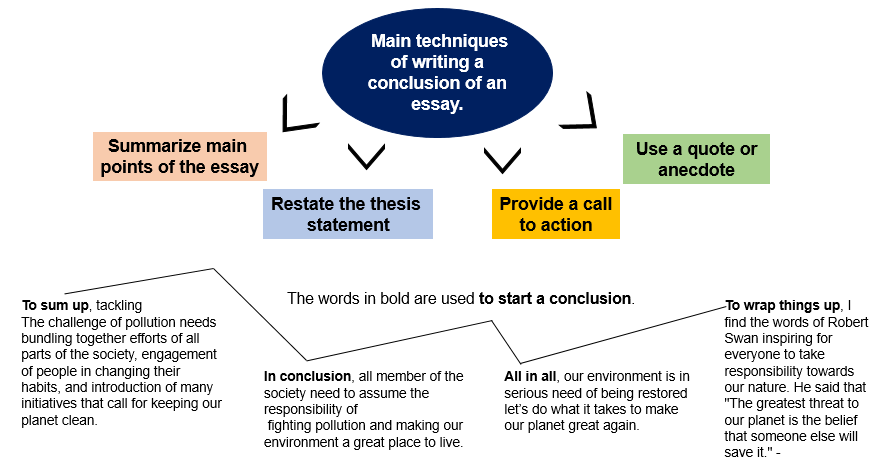 Main techniques
of writing a
conclusion of an
essay.
Summarize main
points of the essay
Restate the thesis
statement
Provide a call
to action
Use a quote or
anecdote
The words in bold are used to start a conclusion.
To sum up, tackling
The challenge of pollution needs
bundling together efforts of all
parts of the society, engagement
of people in changing their
habits, and introduction of many
initiatives that call for keeping our
planet clean.
In conclusion, all member of the
society need to assume the
responsibility of
fighting pollution and making our
environment a great place to live.
All in all, our environment is in
serious need of being restored
let’s do what it takes to make
our planet great again.
To wrap things up, I
find the words of Robert
Swan inspiring for
everyone to take
responsibility towards
our nature. He said that
"The greatest threat to
our planet is the belief
that someone else will
save it." -